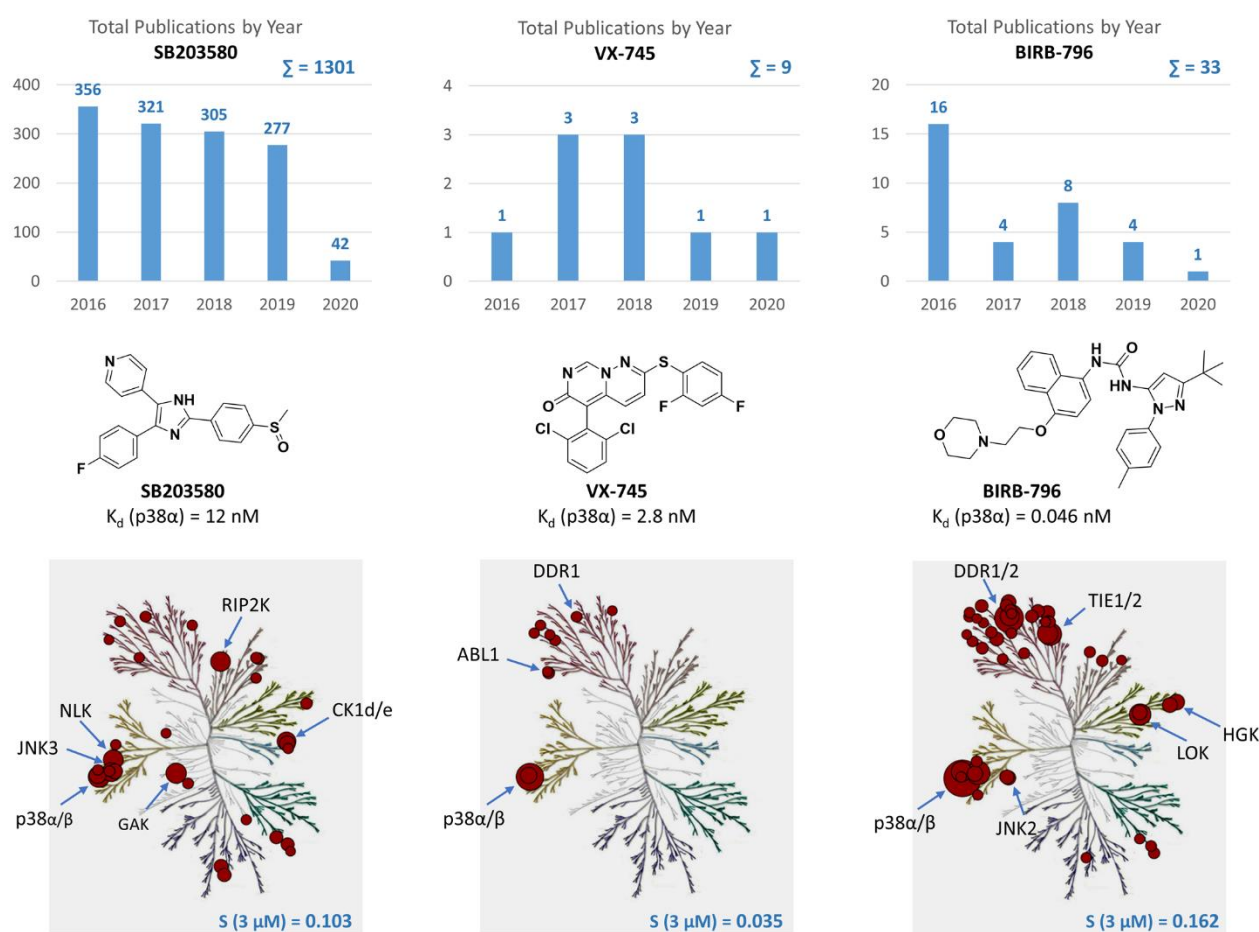 Total Publications by Year
SB203580
∑ = 1301
400
300
200
100
0
356
321
305
277
42
2016 2017 2018 2019 2020
Total Publications by Year
VX-745
∑ = 9
4
3
2
1
0
1
3
3
1
1
2016 2017 2018 2019 2020
Total Publications by Year
BIRB-796
∑ = 33
20
15
10
5
0
16
4
8
4
1
2016 2017 2018 2019 2020
N
NH
N
S
O
F
SB203580
Kd (p38α) = 12 nM
N
N
N
S
O
F
F
Cl
Cl
VX-745
Kd (p38α) = 2.8 nM
H
N
O
NH
N
N
O
N
O
BIRB-796
Kd (p38α) = 0.046 nM
RIP2K
NLK
CK1d/e
JNK3
p38α/β
GAK
S (3 μM) = 0.103
DDR1
ABL1
p38α/β
S (3 μM) = 0.035
DDR1/2
TIE1/2
HGK
LOK
p38α/β
JNK2
S (3 μM) = 0.162